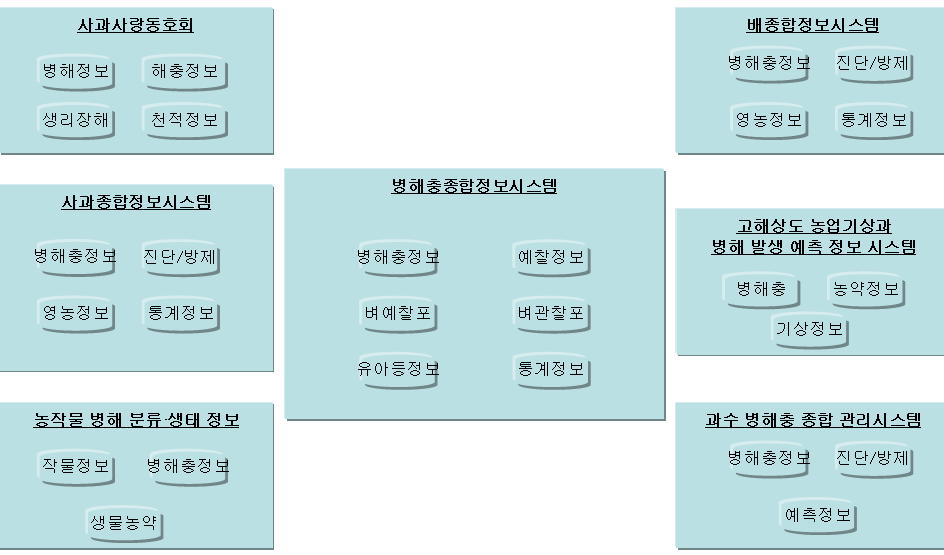 사과사랑동호회
병해정보
해충정보
생리장해
천적정보
사과종합정보시스템
병해충정보
진단/방제
영농정보
통계정보
농작물 병해 분류·생태 정보
작물정보
병해충정보
생물농약
병해충종합정보시스템
병해충정보
예찰정보
벼예찰포
벼관찰포
유아등정보
통계정보
배종합정보시스템
병해충정보
진단/방제
영농정보
통계정보
고해상도 농업기상과
병해 발생 예측 정보 시스템
병해충
농약정보
기상정보
과수 병해충 종합 관리시스템
병해충정보
진단/방제
예측정보